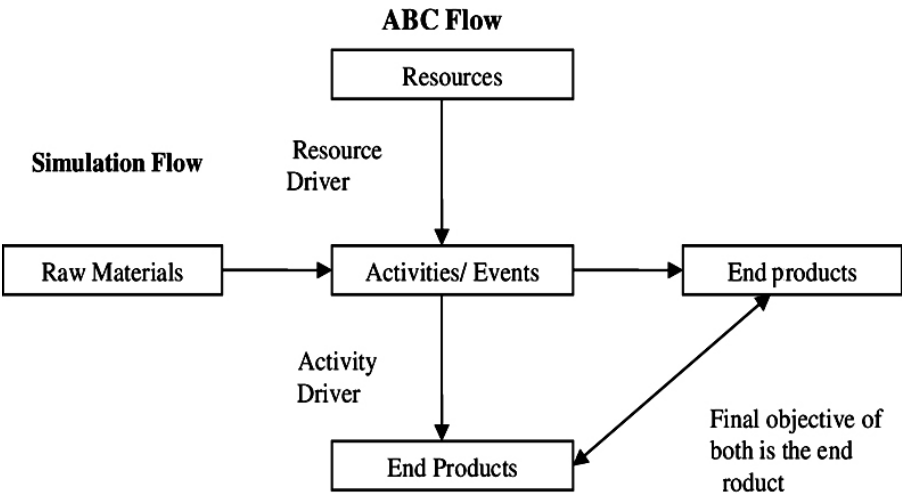 ABC Flow
Resources
Resource
Driver
Simulation Flow
Raw Materials
Activities/ Events
End products
Activity
Driver
End Products
Final objective of
both is the end
roduct